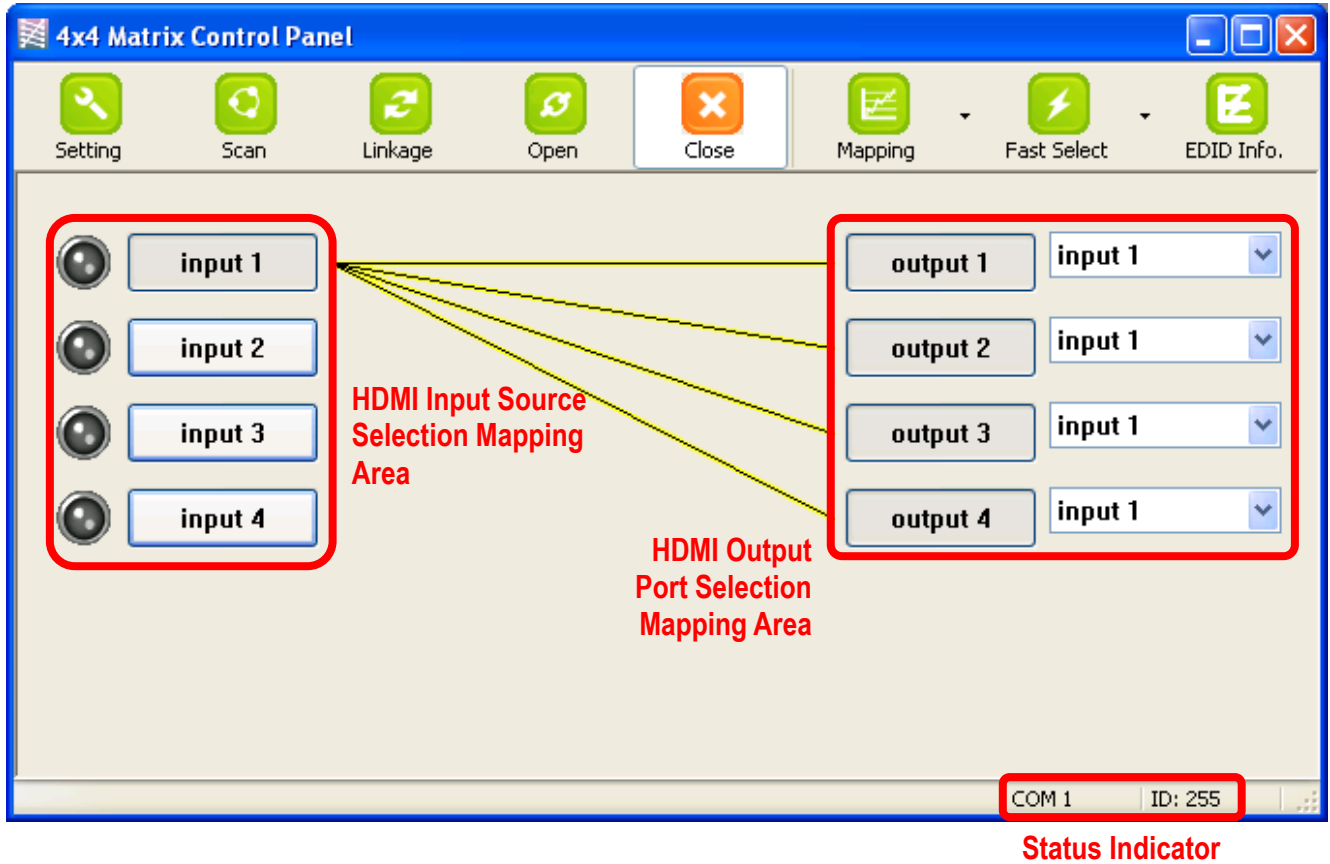 4x4 Matrix Control Panel
Setting
Scan
Linkage
Open
Close
Mapping
Fast Select
EDID Info.
input 1
output 1
input 1
input 2
output 2
input 1
input 3
output 3
input 1
input 4
output 4
input 1
HDMI Input Source
Selection Mapping
Area
HDMI Output
Port Selection
Mapping Area
COM 1
ID: 255
Status Indicator